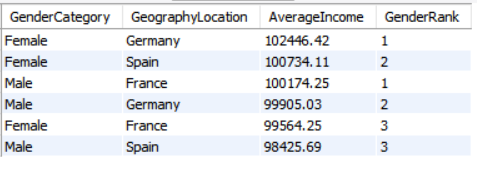 GenderCategory GeographyLocation AverageIncome GenderRank
Female Germany 102446.42 1
Female Spain 100734.11 2
Male France 100174.25 1
Male Germany 99905.03 2
Female France 99564.25 3
Male Spain 98425.69 3